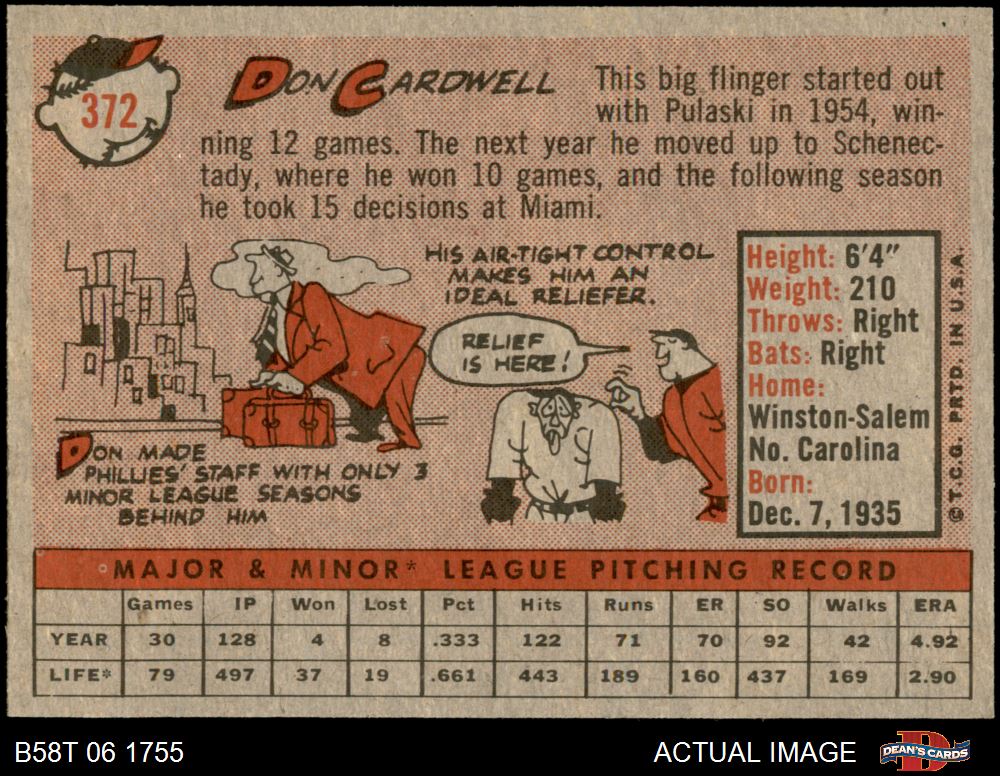 372
DON CARDWELL
This big flinger started out
with Pulaski in 1954, win-
ning 12 games. The next year he moved up to Schenec-
tady, where he won 10 games, and the following season
he took 15 decisions at Miami.
HIS AIR-TIGHT CONTROL
MAKES HIM AN
IDEAL RELIEFER.
RELIEF
IS HERE!
DON MADE
PHILLIES' STAFF WITH ONLY 3
MINOR LEAGUE SEASONS
BEHIND HIM
Height: 6'4"
Weight: 210
Throws: Right
Bats: Right
Home:
Winston-Salem
No. Carolina
Born:
Dec. 7, 1935
© T.C.G. PRTD. IN U.S.A.
MAJOR & MINOR* LEAGUE PITCHING RECORD
Games IP Won Lost Pct Hits Runs ER SO Walks ERA
YEAR 30 128 4 8 .333 122 71 70 92 42 4.92
LIFE* 79 497 37 19 .661 443 189 160 437 169 2.90
B58T 06 1755
ACTUAL IMAGE
DEAN'S CARDS